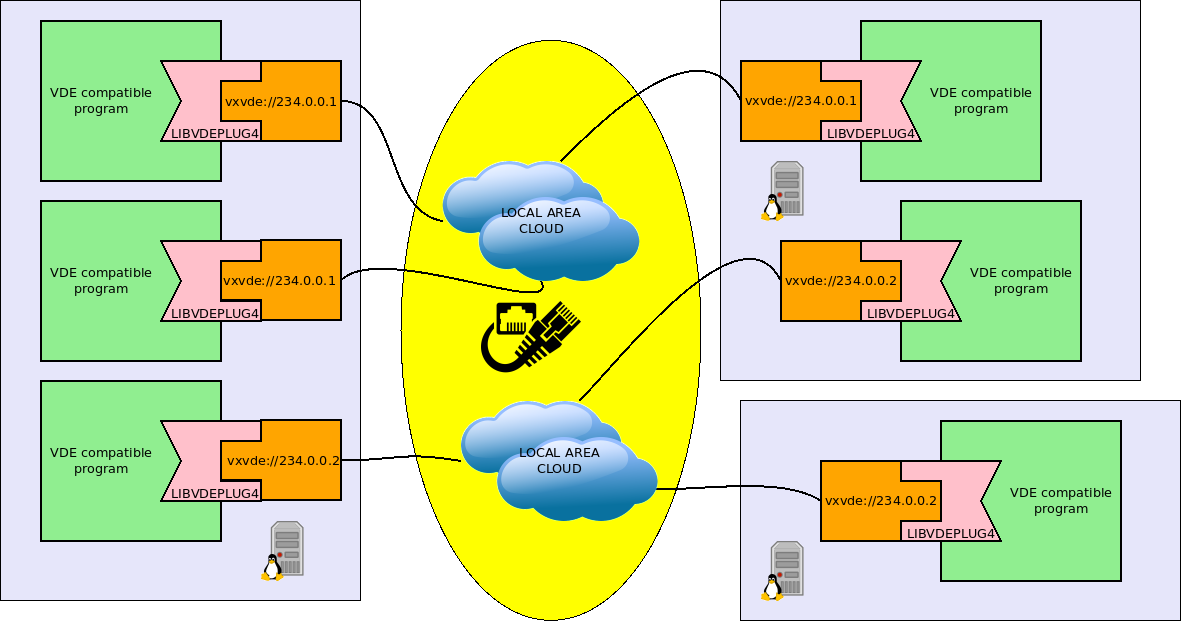 VDE compatible
program
vxvde://234.0.0.1
LIBVDEPLUG4
VDE compatible
program
vxvde://234.0.0.1
LIBVDEPLUG4
VDE compatible
program
vxvde://234.0.0.2
LIBVDEPLUG4
LOCAL AREA
CLOUD
LOCAL AREA
CLOUD
vxvde://234.0.0.1
LIBVDEPLUG4
VDE compatible
program
vxvde://234.0.0.2
LIBVDEPLUG4
VDE compatible
program
vxvde://234.0.0.2
LIBVDEPLUG4
VDE compatible
program